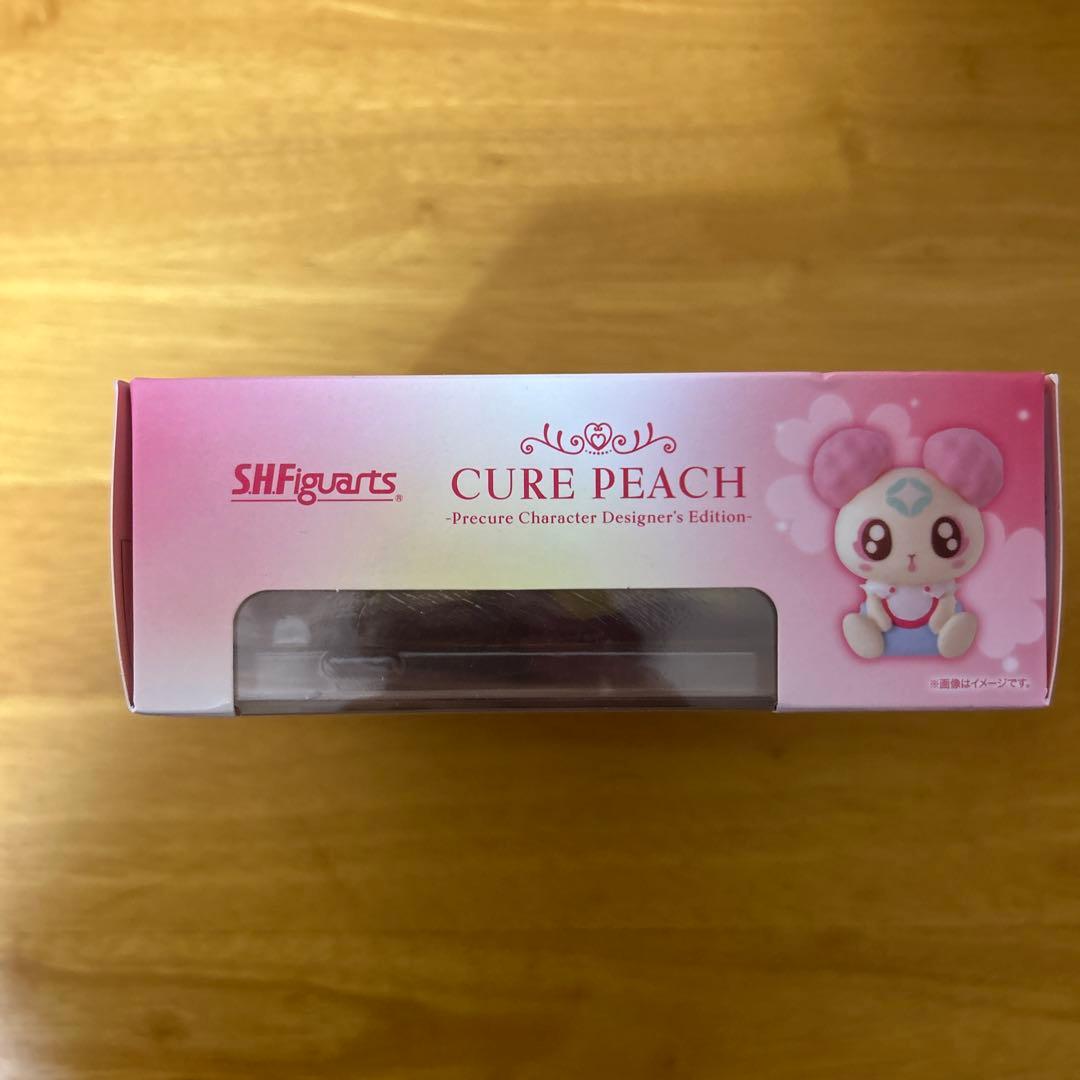 S.H.Figuarts®
CURE PEACH
-Precure Character Designer's Edition-
※画像はイメージです。